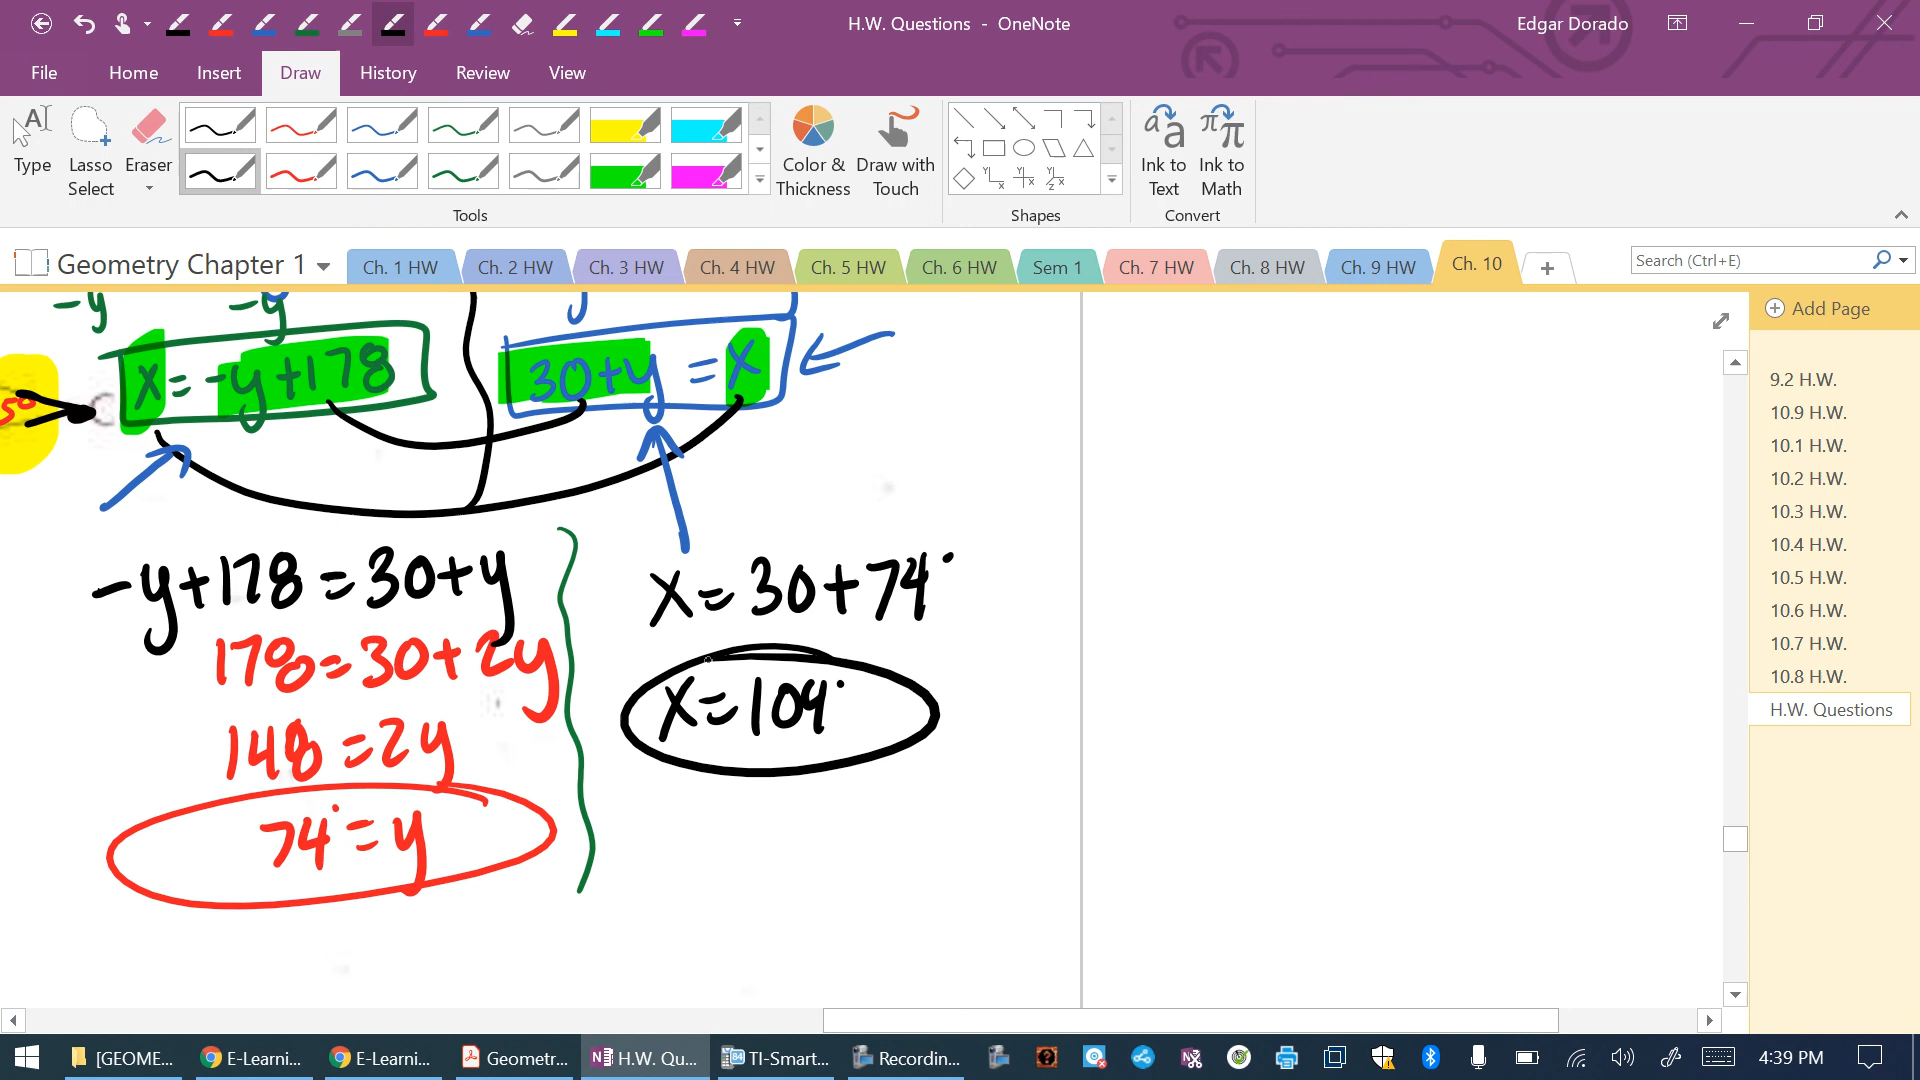 H.W. Questions - OneNote
Edgar Dorado
File Home Insert Draw History Review View
Type
Lasso Select
Eraser
Color & Thickness
Draw with Touch
Ink to Text
Ink to Math
Tools
Shapes
Convert
Geometry Chapter 1
Ch. 1 HW Ch. 2 HW Ch. 3 HW Ch. 4 HW Ch. 5 HW Ch. 6 HW Sem 1 Ch. 7 HW Ch. 8 HW Ch. 9 HW Ch. 10
Search (Ctrl+E)
Add Page
9.2 H.W.
10.9 H.W.
10.1 H.W.
10.2 H.W.
10.3 H.W.
10.4 H.W.
10.5 H.W.
10.6 H.W.
10.7 H.W.
10.8 H.W.
H.W. Questions
-y -y
x = -y + 178
30 + y = x
5°
-y + 178 = 30 + y
178 = 30 + 2y
148 = 2y
74° = y
x = 30 + 74°
x = 104°
[GEOME... E-Learni... E-Learni... Geometr... H.W. Qu... TI-Smart... Recordin... 4:39 PM